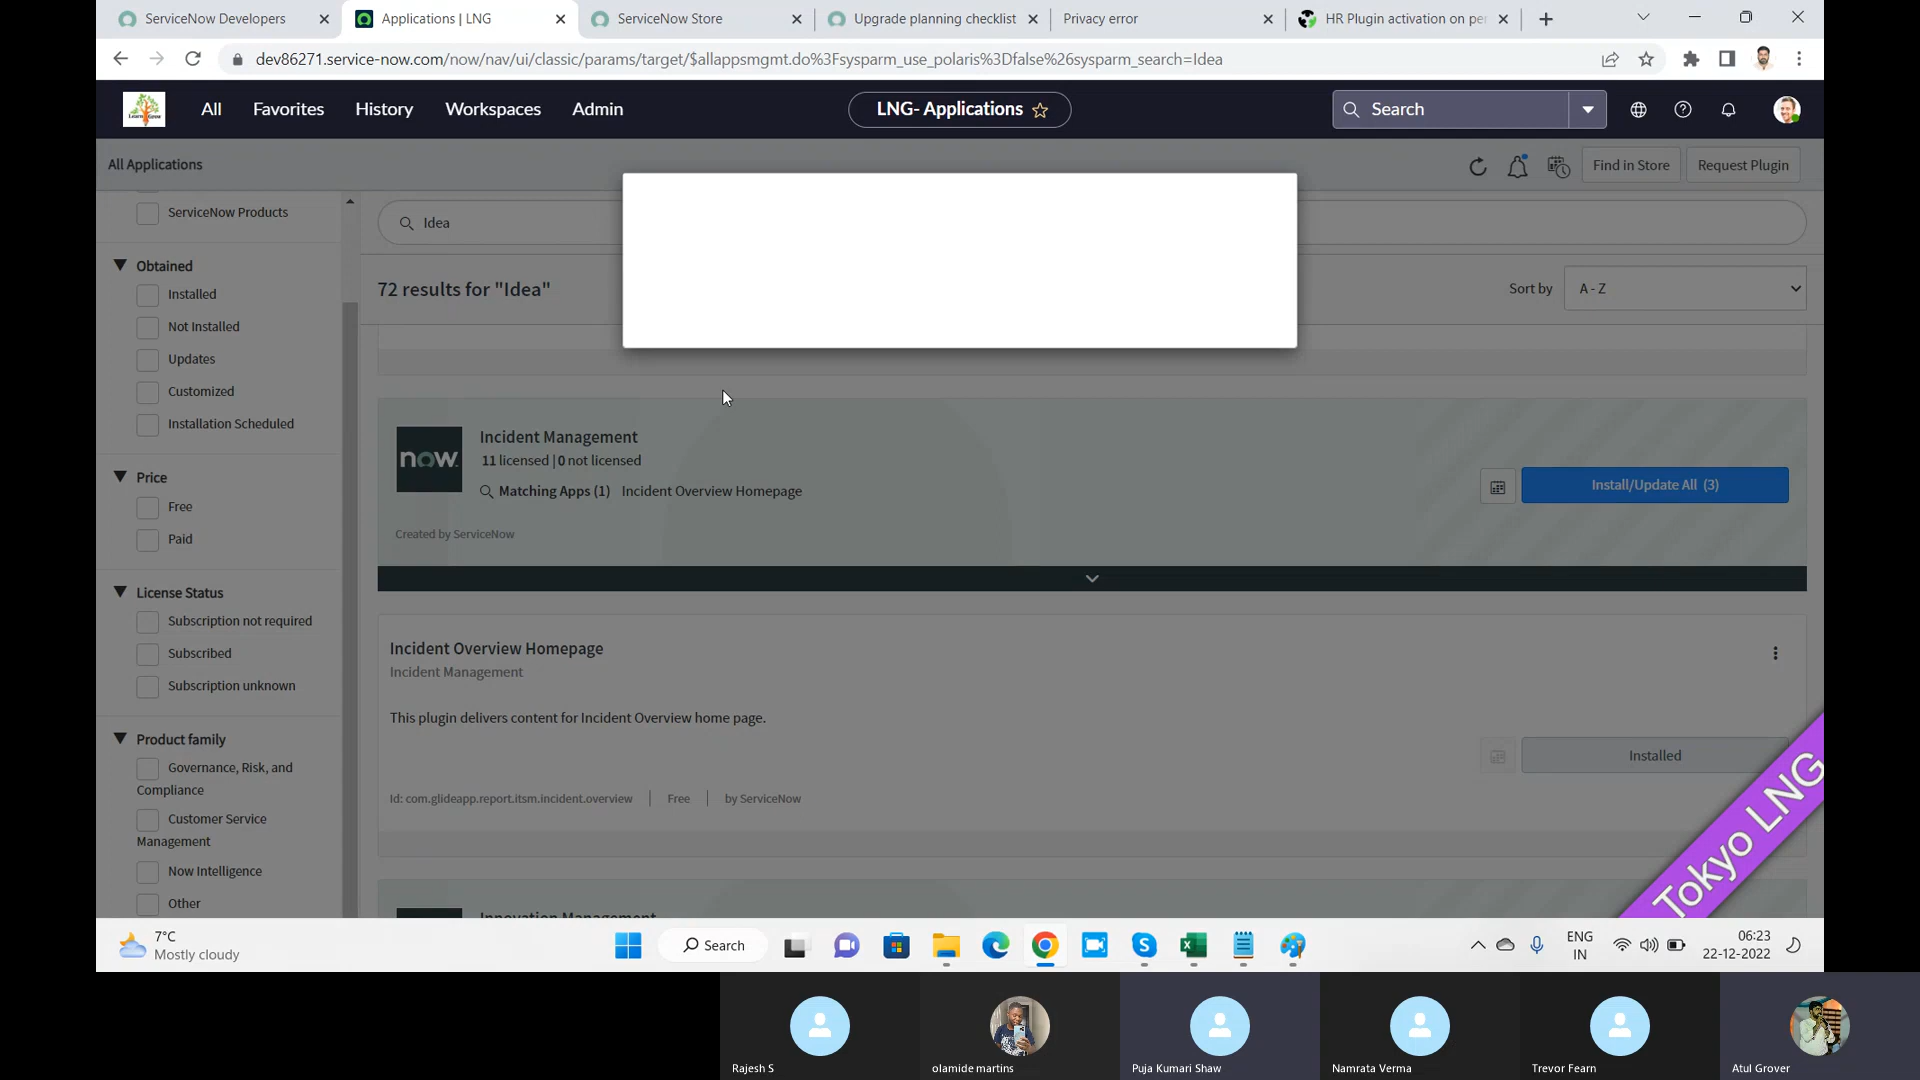 ServiceNow Developers
Applications | LNG
ServiceNow Store
Upgrade planning checklist
Privacy error
HR Plugin activation on per
dev86271.service-now.com/now/nav/ui/classic/params/target/$allappsmgmt.do%3Fsysparm_use_polaris%3Dfalse%26sysparm_search=Idea
All
Favorites
History
Workspaces
Admin
LNG- Applications
Search
All Applications
Find in Store
Request Plugin
ServiceNow Products
Idea
Obtained
Installed
Not Installed
Updates
Customized
Installation Scheduled
72 results for "Idea"
Sort by
A - Z
Price
Free
Paid
License Status
Subscription not required
Subscribed
Subscription unknown
Product family
Governance, Risk, and
Compliance
Customer Service
Management
Now Intelligence
Other
now.
Incident Management
11 licensed | 0 not licensed
Matching Apps (1) Incident Overview Homepage
Created by ServiceNow
Install/Update All (3)
Incident Overview Homepage
Incident Management
This plugin delivers content for Incident Overview home page.
Installed
Id: com.glideapp.report.itsm.incident.overview
Free
by ServiceNow
Innovation Management
Tokyo LNG
7°C
Mostly cloudy
Search
ENG
IN
06:23
22-12-2022
Rajesh S
olamide martins
Puja Kumari Shaw
Namrata Verma
Trevor Fearn
Atul Grover